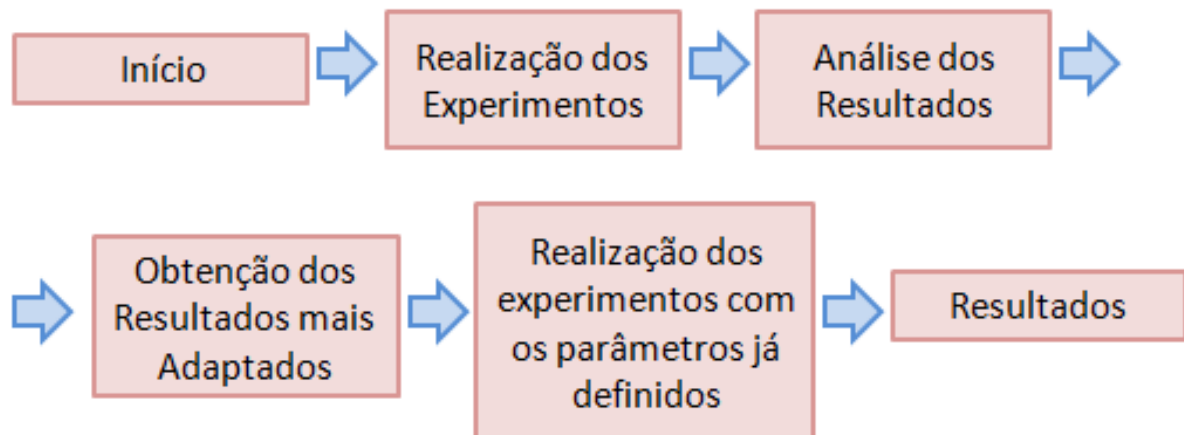 Início
Realização dos
Experimentos
Análise dos
Resultados
Obtenção dos
Resultados mais
Adaptados
Realização dos
experimentos com
os parâmetros já
definidos
Resultados